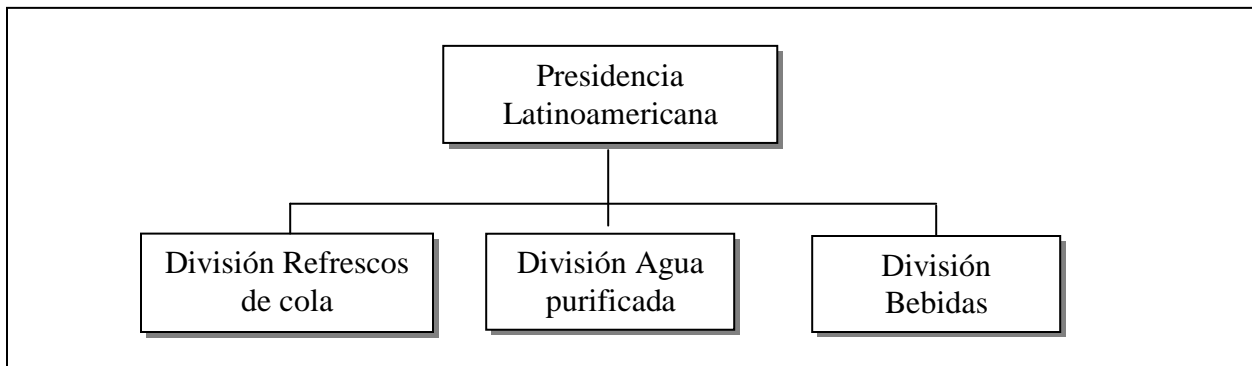 Presidencia
Latinoamericana
División Refrescos
de cola
División Agua
purificada
División
Bebidas